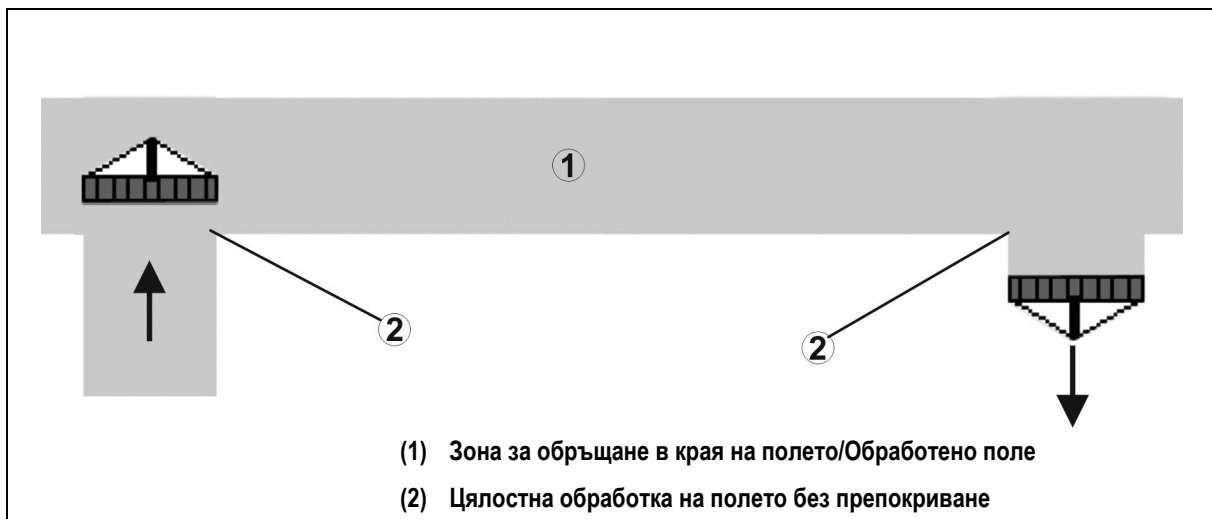 1
2
2
(1) Зона за обръщане в края на полето/Обработено поле
(2) Цялостна обработка на полето без препокриване